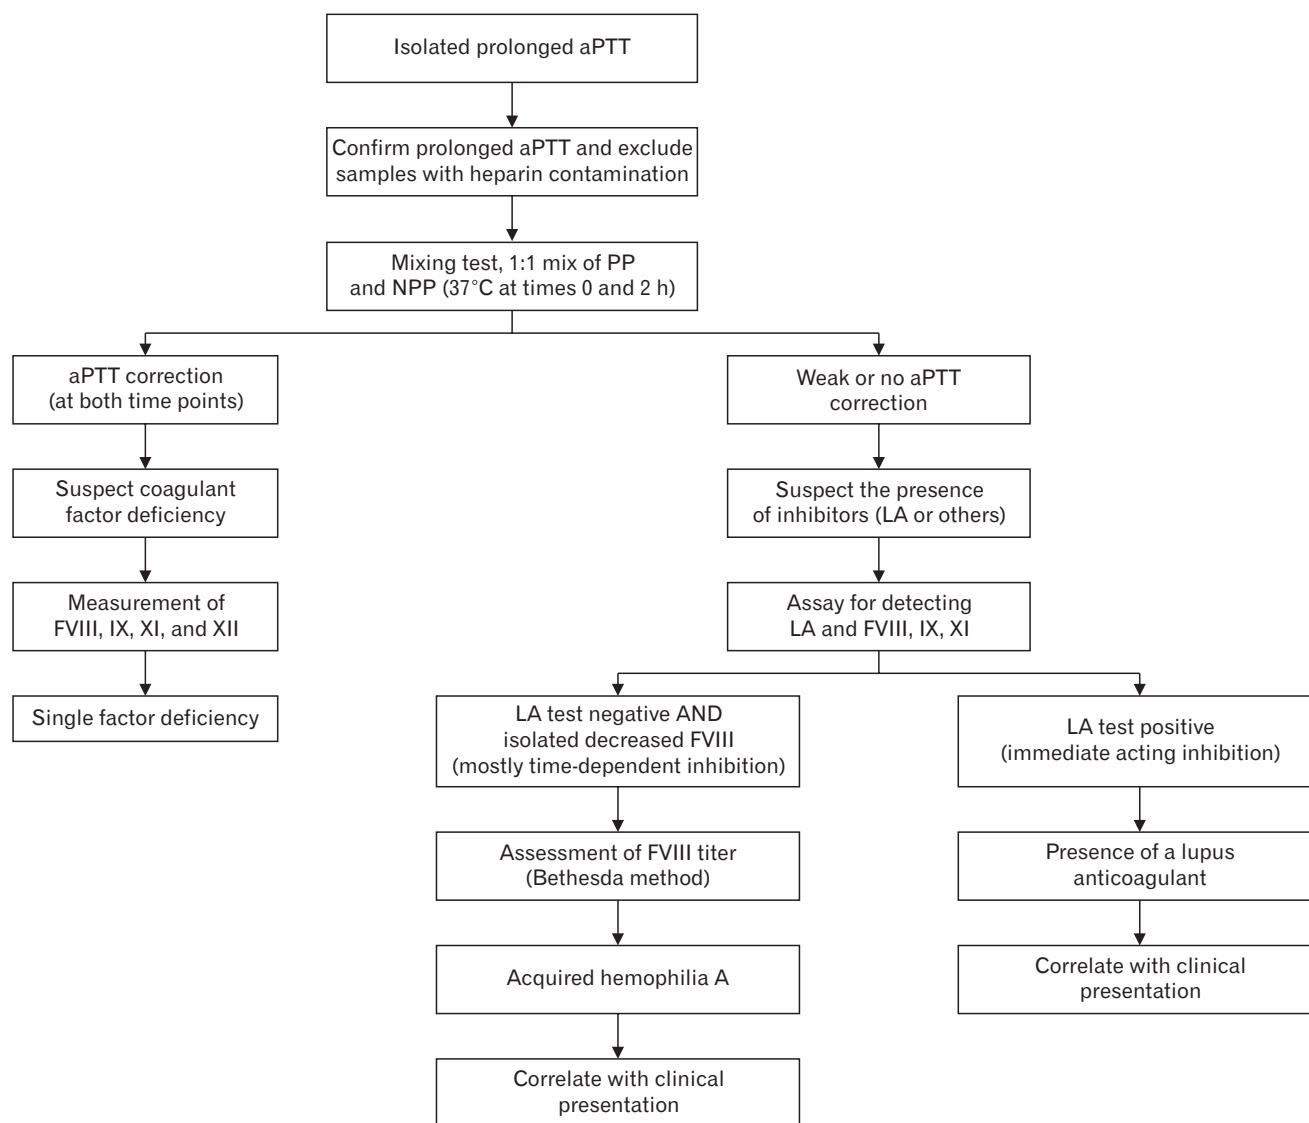 Isolated prolonged aPTT
Confirm prolonged aPTT and exclude
samples with heparin contamination
Mixing test, 1:1 mix of PP
and NPP (37°C at times 0 and 2 h)
aPTT correction
(at both time points)
Suspect coagulant
factor deficiency
Measurement of
FVIII, IX, XI, and XII
Single factor deficiency
Weak or no aPTT
correction
Suspect the presence
of inhibitors (LA or others)
Assay for detecting
LA and FVIII, IX, XI
LA test negative AND
isolated decreased FVIII
(mostly time-dependent inhibition)
Assessment of FVIII titer
(Bethesda method)
Acquired hemophilia A
Correlate with clinical
presentation
LA test positive
(immediate acting inhibition)
Presence of a lupus
anticoagulant
Correlate with clinical
presentation